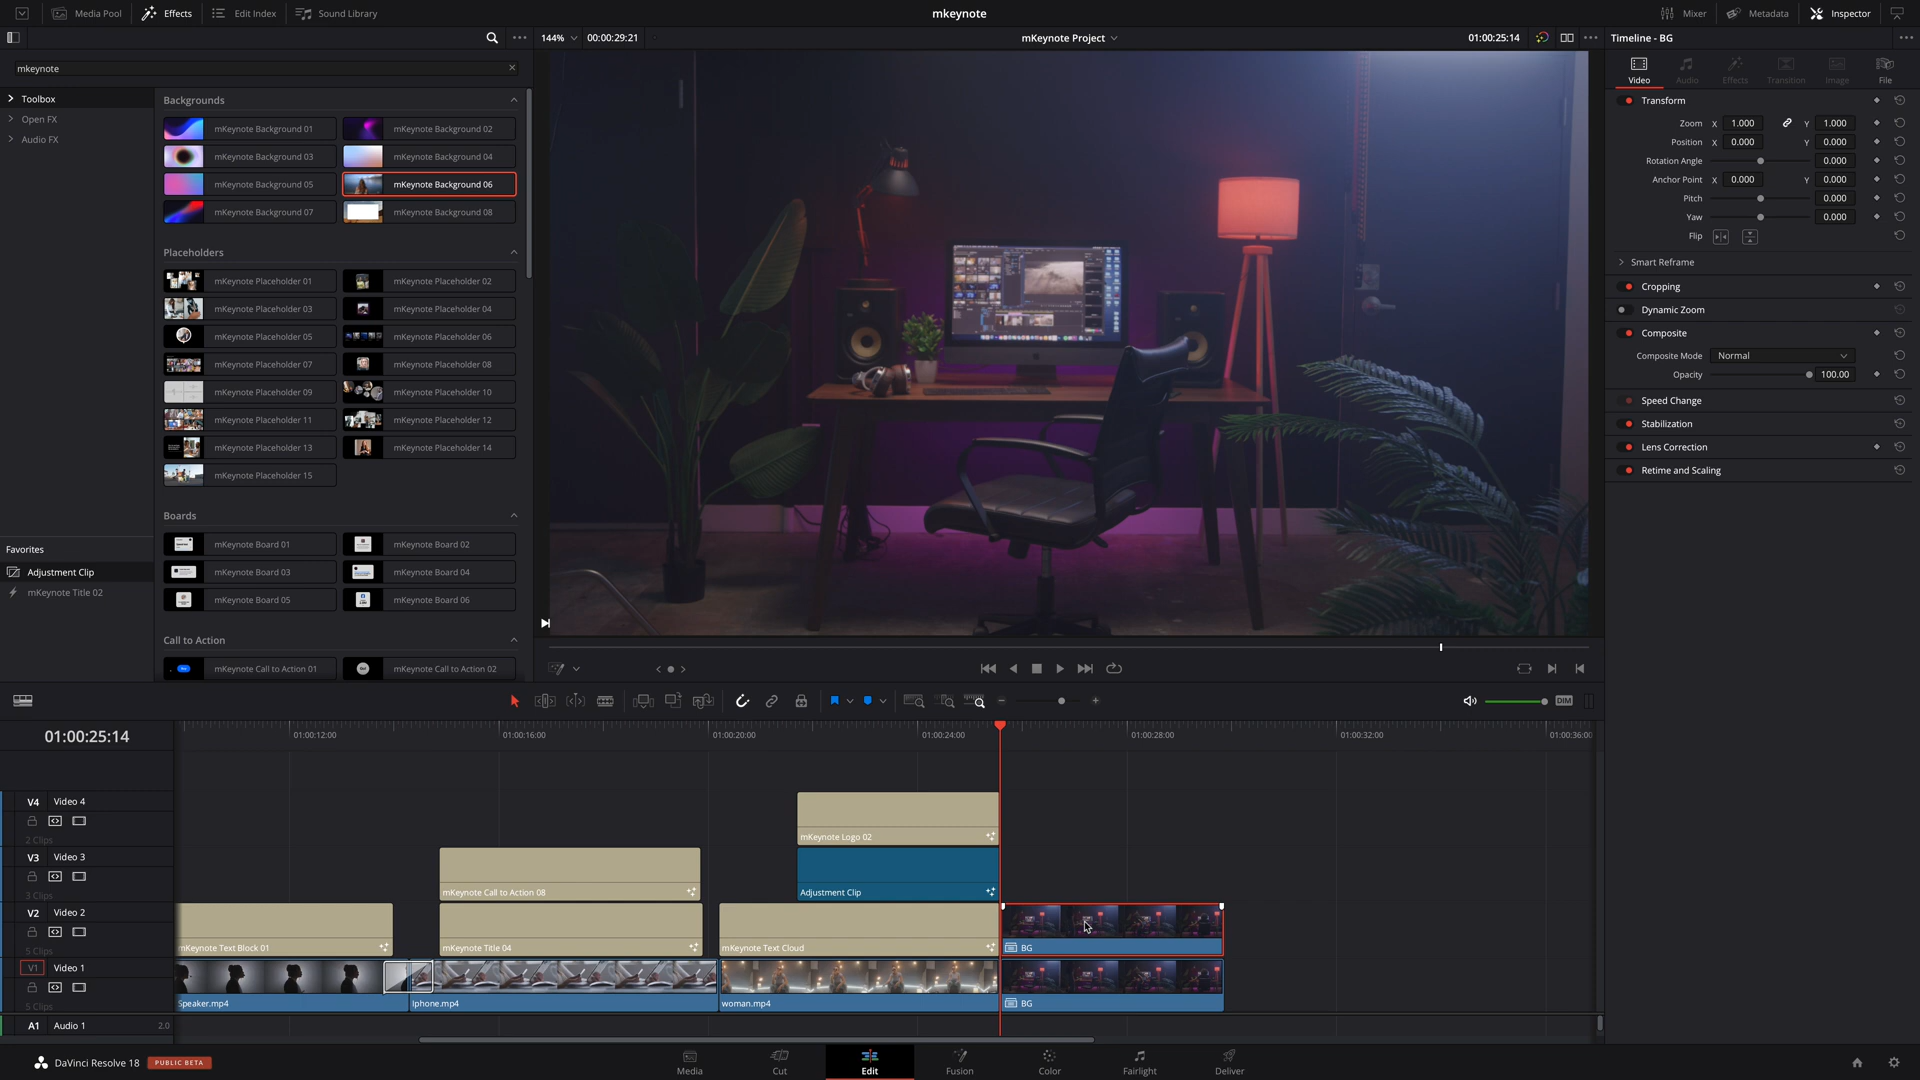 Media Pool
Effects
Edit Index
Sound Library
mkeynote
Mixer
Metadata
Inspector
144%
00:00:29:21
mKeynote Project
01:00:25:14
Timeline - BG
mkeynote
Toolbox
Open FX
Audio FX
Favorites
Adjustment Clip
mKeynote Title 02
Backgrounds
mKeynote Background 01
mKeynote Background 02
mKeynote Background 03
mKeynote Background 04
mKeynote Background 05
mKeynote Background 06
mKeynote Background 07
mKeynote Background 08
Placeholders
mKeynote Placeholder 01
mKeynote Placeholder 02
mKeynote Placeholder 03
mKeynote Placeholder 04
mKeynote Placeholder 05
mKeynote Placeholder 06
mKeynote Placeholder 07
mKeynote Placeholder 08
mKeynote Placeholder 09
mKeynote Placeholder 10
mKeynote Placeholder 11
mKeynote Placeholder 12
mKeynote Placeholder 13
mKeynote Placeholder 14
mKeynote Placeholder 15
Boards
mKeynote Board 01
mKeynote Board 02
mKeynote Board 03
mKeynote Board 04
mKeynote Board 05
mKeynote Board 06
Call to Action
mKeynote Call to Action 01
mKeynote Call to Action 02
Video
Audio
Effects
Transition
Image
File
Transform
Zoom X 1.000 Y 1.000
Position X 0.000 Y 0.000
Rotation Angle 0.000
Anchor Point X 0.000 Y 0.000
Pitch 0.000
Yaw 0.000
Flip
Smart Reframe
Cropping
Dynamic Zoom
Composite
Composite Mode Normal
Opacity 100.00
Speed Change
Stabilization
Lens Correction
Retime and Scaling
DIM
01:00:25:14
01:00:12:00
01:00:16:00
01:00:20:00
01:00:24:00
01:00:28:00
01:00:32:00
01:00:36:00
V4 Video 4
2 Clips
mKeynote Logo 02
V3 Video 3
3 Clips
mKeynote Call to Action 08
Adjustment Clip
V2 Video 2
5 Clips
mKeynote Text Block 01
mKeynote Title 04
mKeynote Text Cloud
BG
V1 Video 1
5 Clips
Speaker.mp4
Iphone.mp4
woman.mp4
BG
A1 Audio 1 2.0
DaVinci Resolve 18
PUBLIC BETA
Media
Cut
Edit
Fusion
Color
Fairlight
Deliver